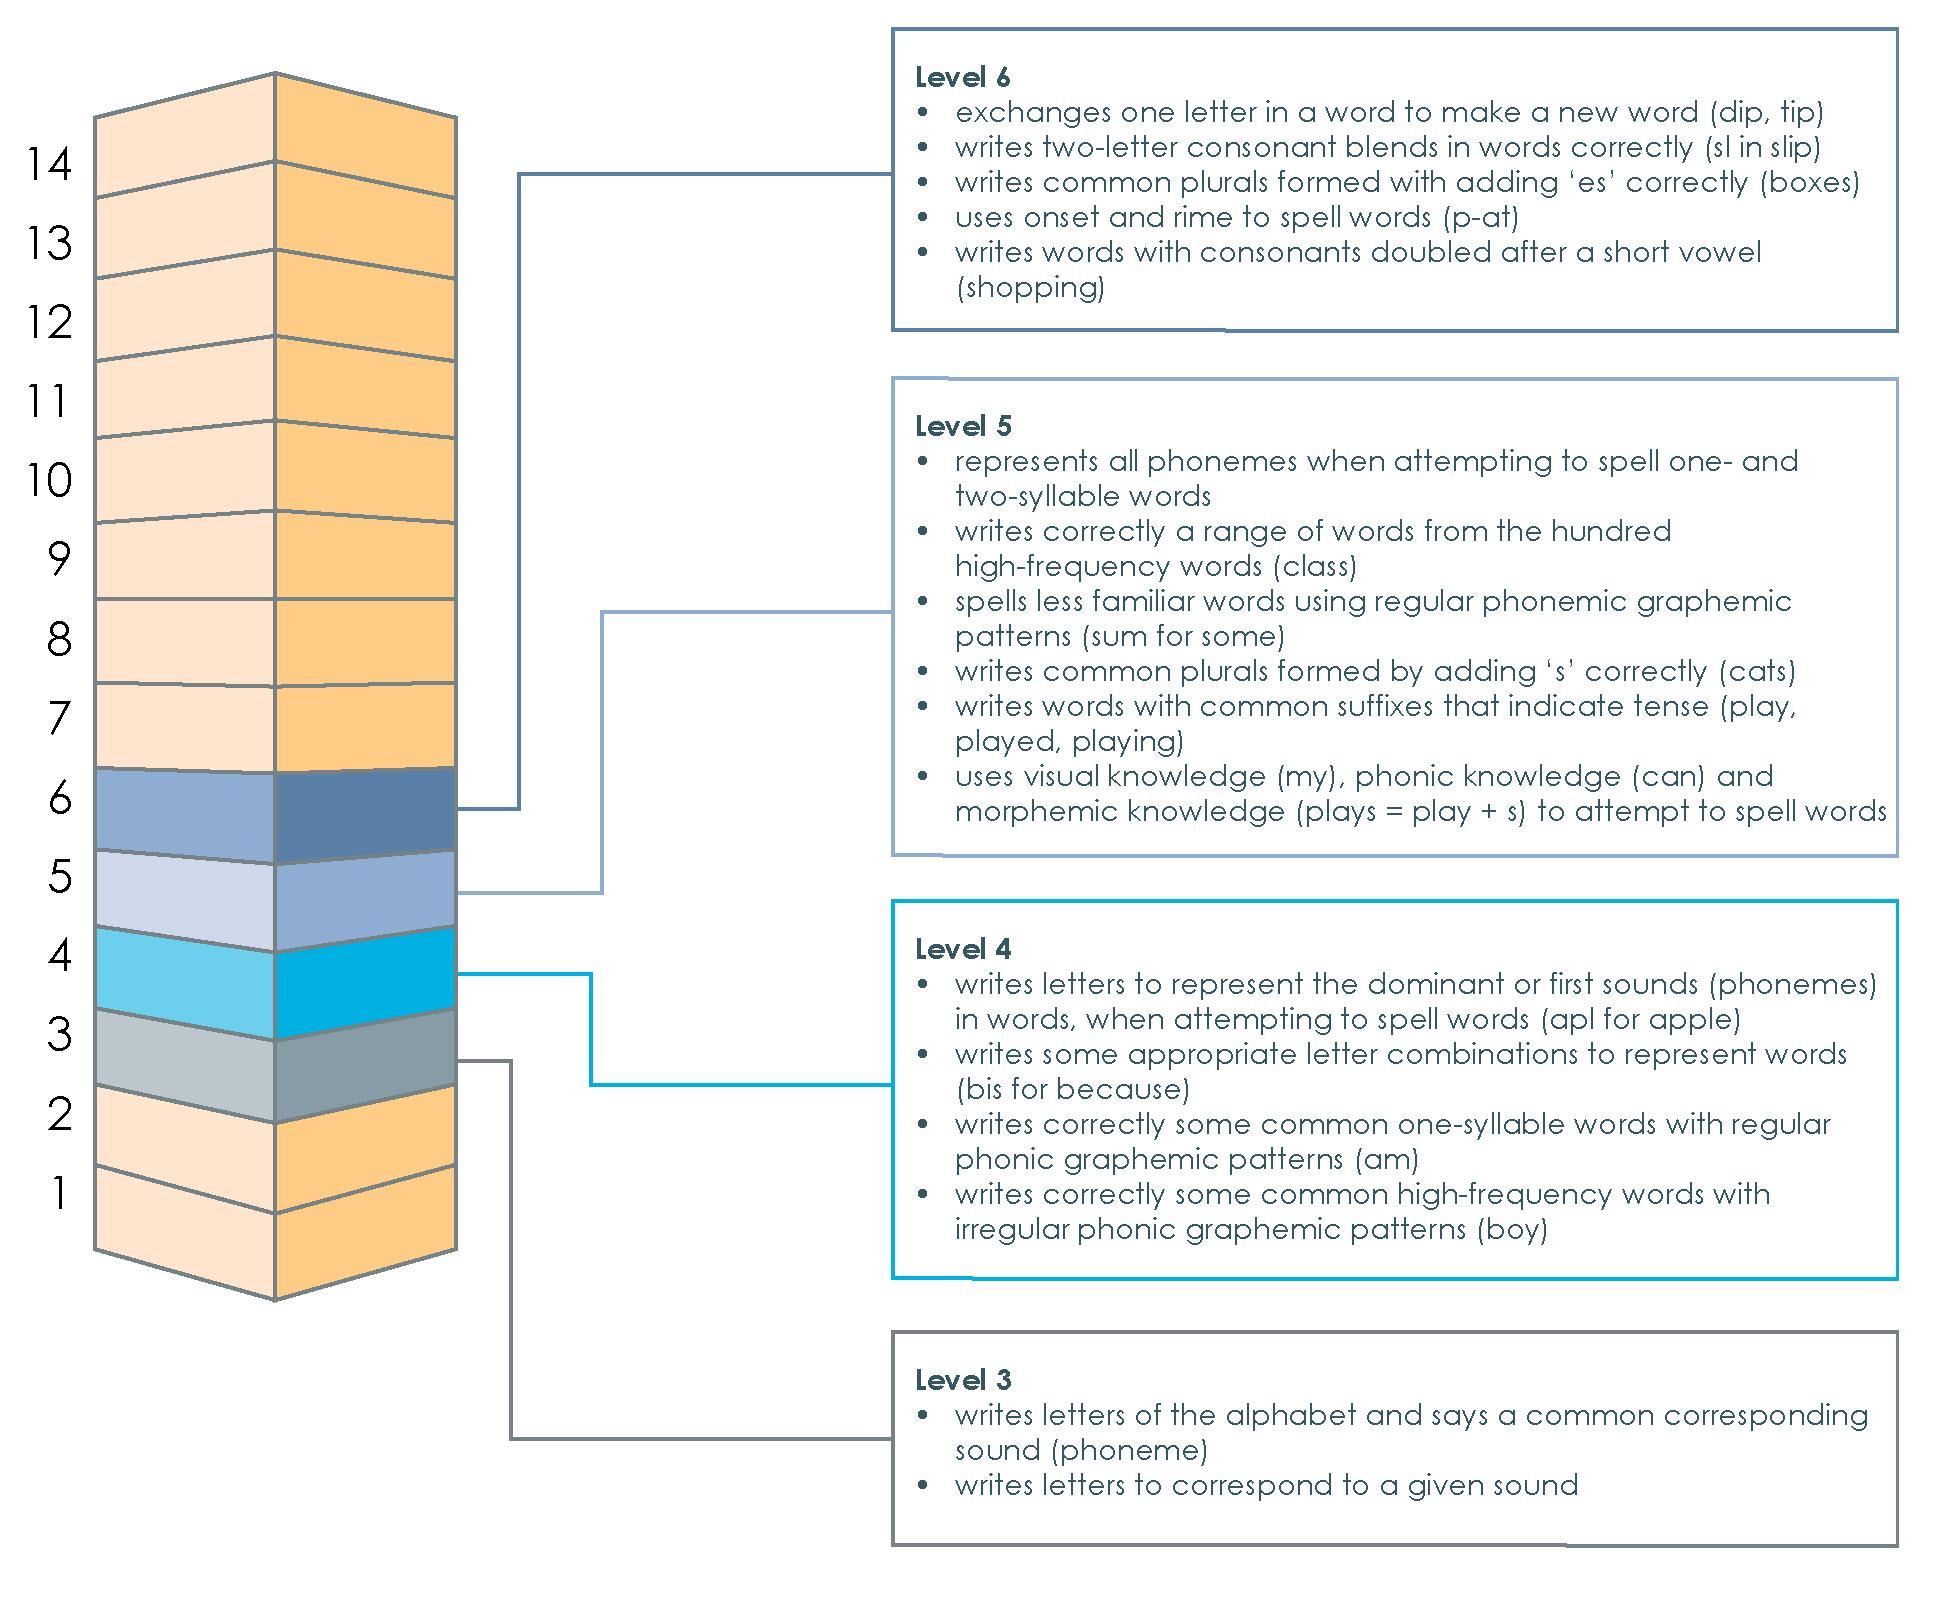 14
13
12
11
10
9
8
7
6
5
4
3
2
1
Level 6
• exchanges one letter in a word to make a new word (dip, tip)
• writes two-letter consonant blends in words correctly (sl in slip)
• writes common plurals formed with adding ‘es’ correctly (boxes)
• uses onset and rime to spell words (p-at)
• writes words with consonants doubled after a short vowel
(shopping)
Level 5
• represents all phonemes when attempting to spell one- and
two-syllable words
• writes correctly a range of words from the hundred
high-frequency words (class)
• spells less familiar words using regular phonemic graphemic
patterns (sum for some)
• writes common plurals formed by adding ‘s’ correctly (cats)
• writes words with common suffixes that indicate tense (play,
played, playing)
• uses visual knowledge (my), phonic knowledge (can) and
morphemic knowledge (plays = play + s) to attempt to spell words
Level 4
• writes letters to represent the dominant or first sounds (phonemes)
in words, when attempting to spell words (apl for apple)
• writes some appropriate letter combinations to represent words
(bis for because)
• writes correctly some common one-syllable words with regular
phonic graphemic patterns (am)
• writes correctly some common high-frequency words with
irregular phonic graphemic patterns (boy)
Level 3
• writes letters of the alphabet and says a common corresponding
sound (phoneme)
• writes letters to correspond to a given sound